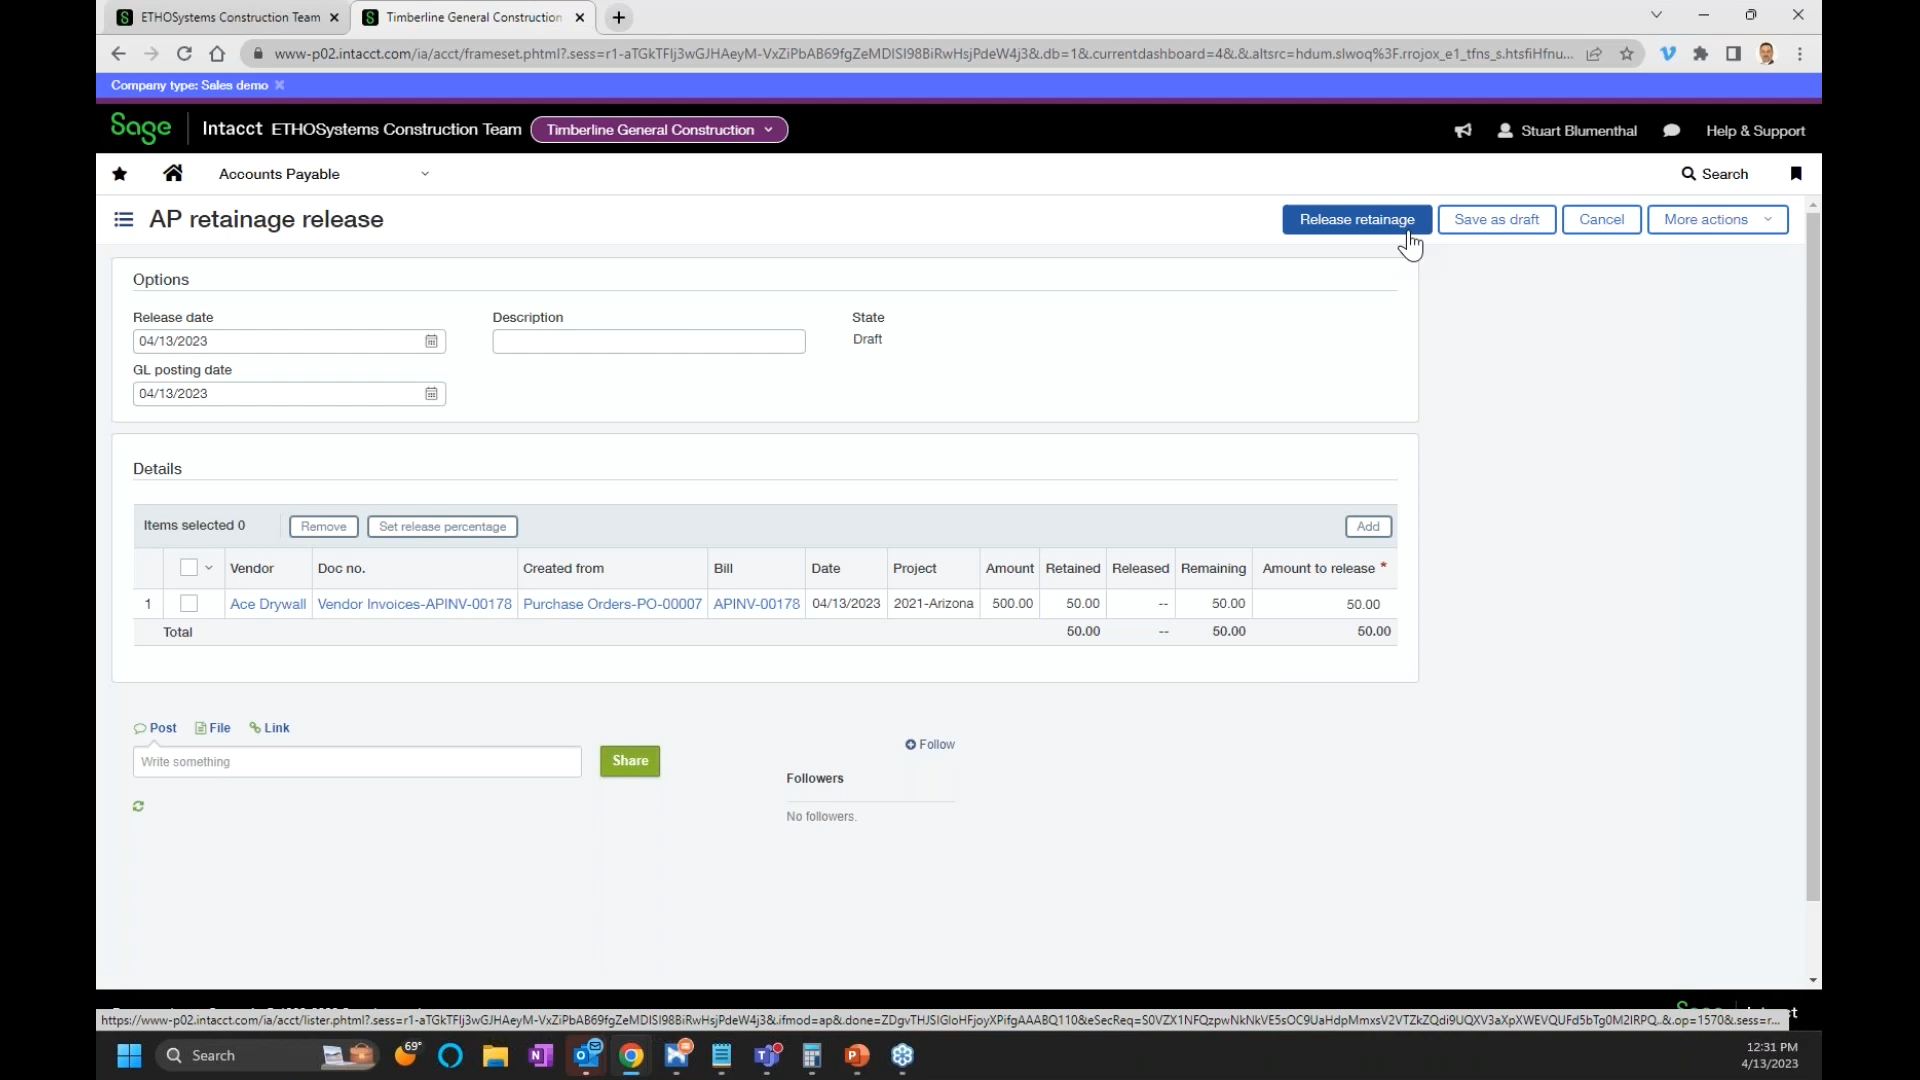 ETHOSystems Construction Team
Timberline General Construction
www-p02.intacct.com/ia/acct/frameset.phtml?.sess=r1-aTGkTFlj3wGJHAeyM-VxZiPbAB69fgZeMDISI98BiRwHsjPdeW4j3&.db=1&.currentdashboard=4&.&.altsrc=hdum.slwoq%3F.rrojox_e1_tfns_s.htsfiHfnu...
Company type: Sales demo
Sage Intacct ETHOSystems Construction Team Timberline General Construction Stuart Blumenthal Help & Support
Accounts Payable Search
AP retainage release Release retainage Save as draft Cancel More actions
Options
Release date Description State
04/13/2023 Draft
GL posting date
04/13/2023
Details
Items selected 0 Remove Set release percentage Add
Vendor Doc no. Created from Bill Date Project Amount Retained Released Remaining Amount to release *
1 Ace Drywall Vendor Invoices-APINV-00178 Purchase Orders-PO-00007 APINV-00178 04/13/2023 2021-Arizona 500.00 50.00 -- 50.00 50.00
Total 50.00 -- 50.00 50.00
Post File Link
Write something Share
Follow
Followers
No followers.
https://www-p02.intacct.com/ia/acct/lister.phtml?.sess=r1-aTGkTFlj3wGJHAeyM-VxZiPbAB69fgZeMDISI98BiRwHsjPdeW4j3&.ifmod=ap&.done=ZDgvTHJSIGloHFjoyXPifgAAABQ110&eSecReq=S0VZX1NFQzpwNkNkVE5sOC9UaHdpMmxsV2VTZkZQdi9UQXV3aXpXWEVQUFd5bTg0M2IRPQ..&.op=1570&.sess=r...
Search
69°
12:31 PM
4/13/2023